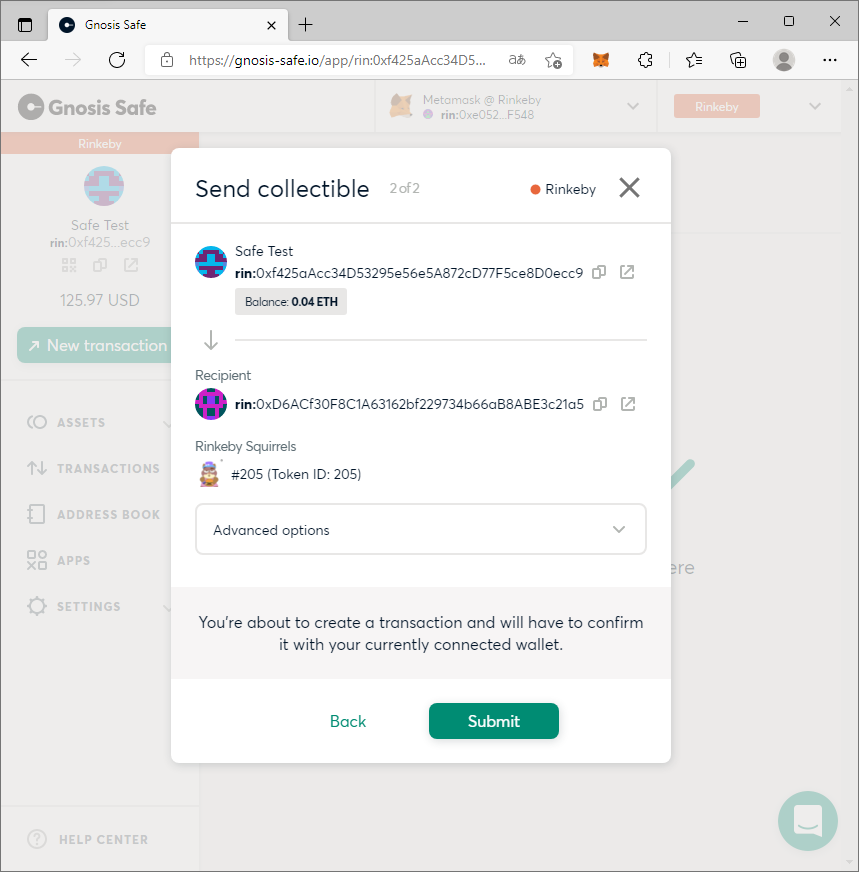 Gnosis Safe
https://gnosis-safe.io/app/rin:0xf425aAcc34D5...
aあ
Gnosis Safe
Metamask @ Rinkeby
rin:0xe052...F548
Rinkeby
Rinkeby
Safe Test
rin:0xf425...ecc9
125.97 USD
New transaction
ASSETS
TRANSACTIONS
ADDRESS BOOK
APPS
SETTINGS
HELP CENTER
Send collectible
2 of 2
Rinkeby
Safe Test
rin:0xf425aAcc34D53295e56e5A872cD77F5ce8D0ecc9
Balance: 0.04 ETH
Recipient
rin:0xD6ACf30F8C1A63162bf229734b66aB8ABE3c21a5
Rinkeby Squirrels
#205 (Token ID: 205)
Advanced options
ere
You're about to create a transaction and will have to confirm
it with your currently connected wallet.
Back
Submit